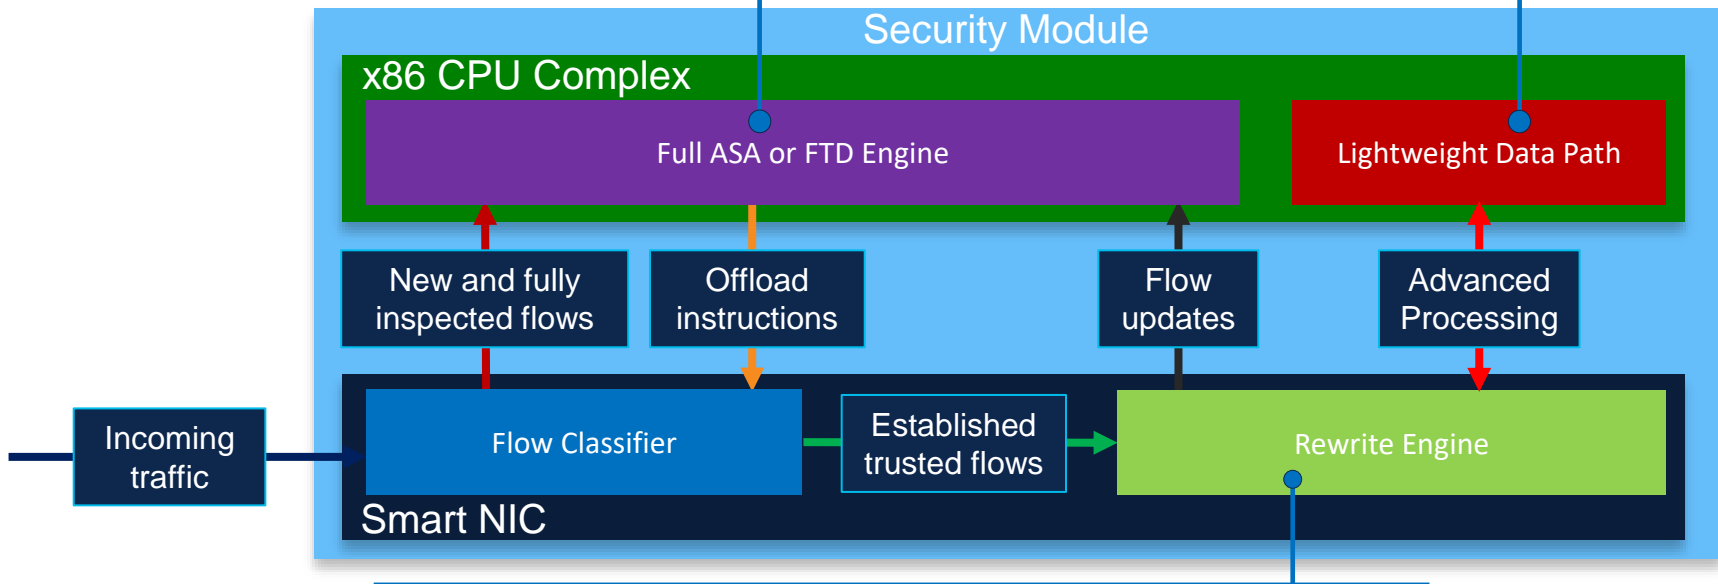 Security Module
x86 CPU Complex
Full ASA or FTD Engine
Lightweight Data Path
New and fully
inspected flows
Offload
instructions
Flow
updates
Advanced
Processing
Incoming
traffic
Flow Classifier
Established
trusted flows
Rewrite Engine
Smart NIC